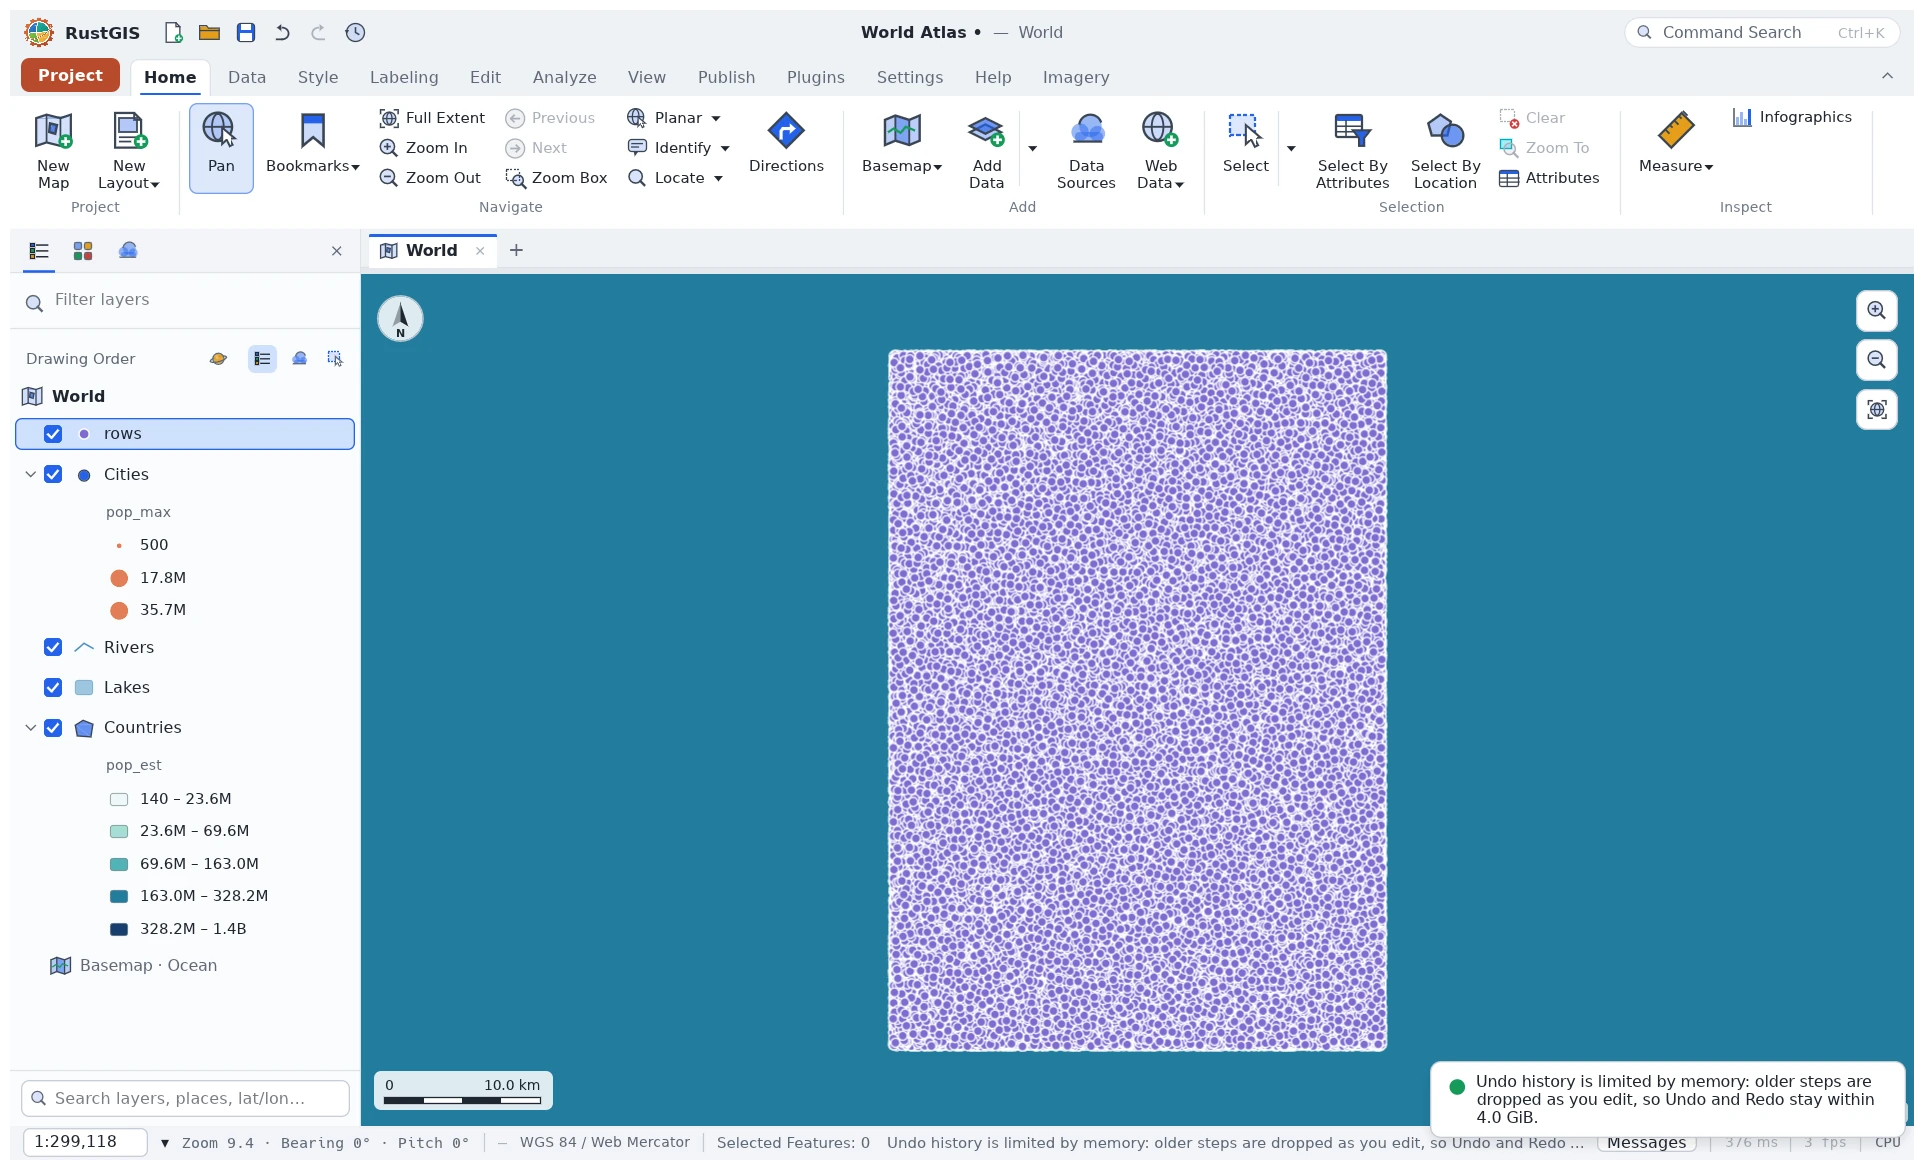 RustGIS
World Atlas • — World
Command Search Ctrl+K
Project Home Data Style Labeling Edit Analyze View Publish Plugins Settings Help Imagery
New Map
New Layout
Project
Pan
Bookmarks
Full Extent
Zoom In
Zoom Out
Previous
Next
Zoom Box
Planar
Identify
Locate
Directions
Navigate
Basemap
Add Data
Data Sources
Web Data
Add
Select
Select By Attributes
Select By Location
Clear
Zoom To
Attributes
Selection
Measure
Infographics
Inspect
World
Filter layers
Drawing Order
World
rows
Cities
pop_max
500
17.8M
35.7M
Rivers
Lakes
Countries
pop_est
140 – 23.6M
23.6M – 69.6M
69.6M – 163.0M
163.0M – 328.2M
328.2M – 1.4B
Basemap · Ocean
Search layers, places, lat/lon...
N
0 10.0 km
Undo history is limited by memory: older steps are
dropped as you edit, so Undo and Redo stay within
4.0 GiB.
1:299,118 Zoom 9.4 · Bearing 0° · Pitch 0° — WGS 84 / Web Mercator Selected Features: 0 Undo history is limited by memory: older steps are dropped as you edit, so Undo and Redo ... Messages 376 ms 3 fps CPU